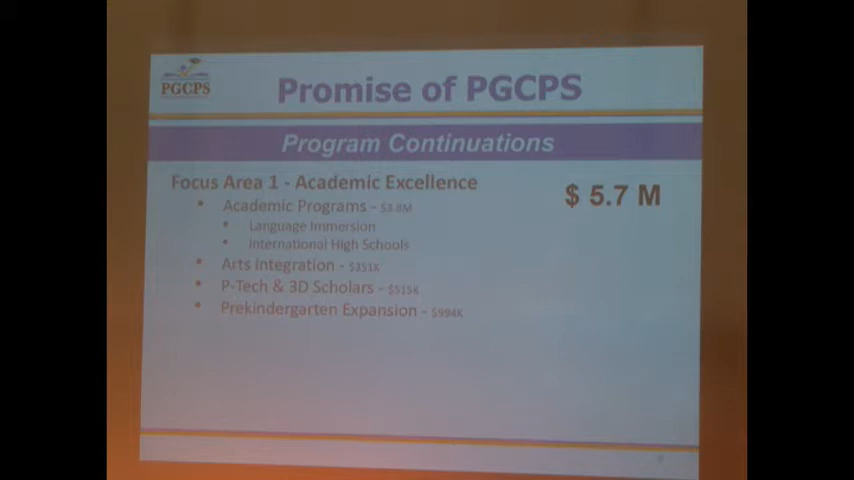 PGCPS
Promise of PGCPS
Program Continuations
Focus Area 1 - Academic Excellence
$ 5.7 M
• Academic Programs - $3.8M
• Language Immersion
• International High Schools
• Arts Integration - $351K
• P-Tech & 3D Scholars - $515K
• Prekindergarten Expansion - $994K